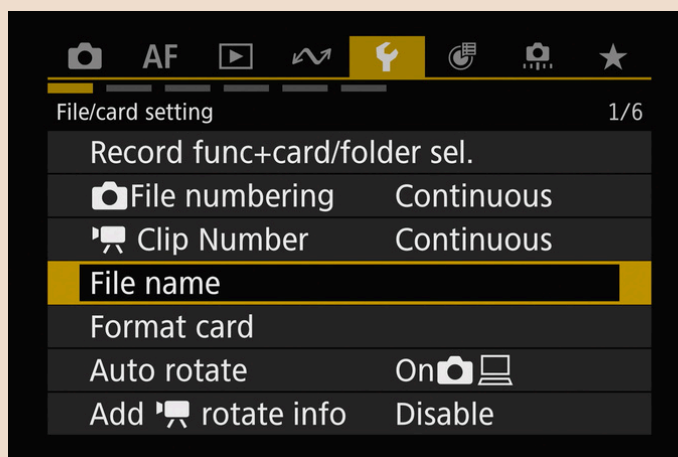 AF
File/card setting 1/6
Record func+card/folder sel.
File numbering Continuous
Clip Number Continuous
File name
Format card
Auto rotate On
Add rotate info Disable